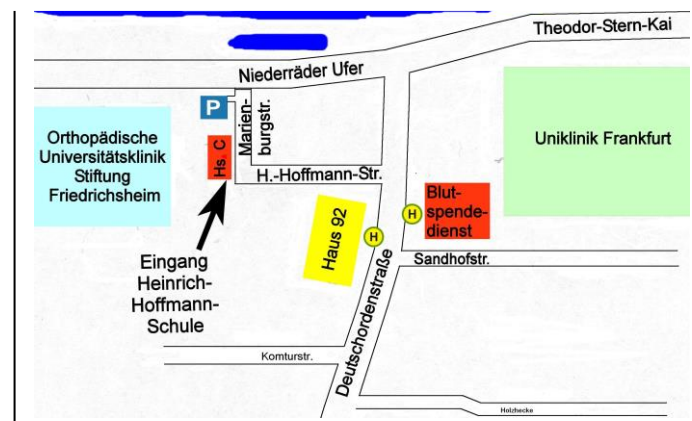 Theodor-Stern-Kai
Niederräder Ufer
P
Marien-
burgstr.
Orthopädische
Universitätsklinik
Stiftung
Friedrichsheim
Hs. C
Uniklinik Frankfurt
H.-Hoffmann-Str.
Blut-
spende-
dienst
H
H
Haus 92
Sandhofstr.
Eingang
Heinrich-
Hoffmann-
Schule
Deutschordenstraße
Komturstr.
Holzhecke